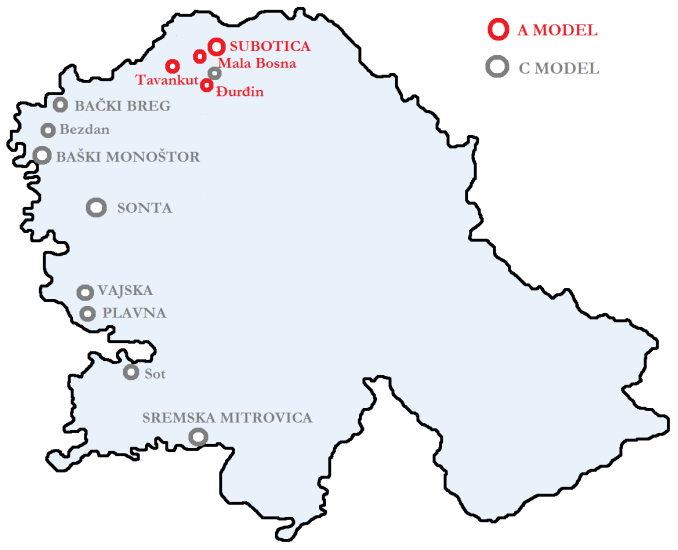 SUBOTICA
A MODEL
Mala Bosna
C MODEL
Tavankut
Đurđin
BAČKI BREG
Bezdan
BAŠKI MONOŠTOR
SONTA
VAJSKA
PLAVNA
Sot
SREMSKA MITROVICA